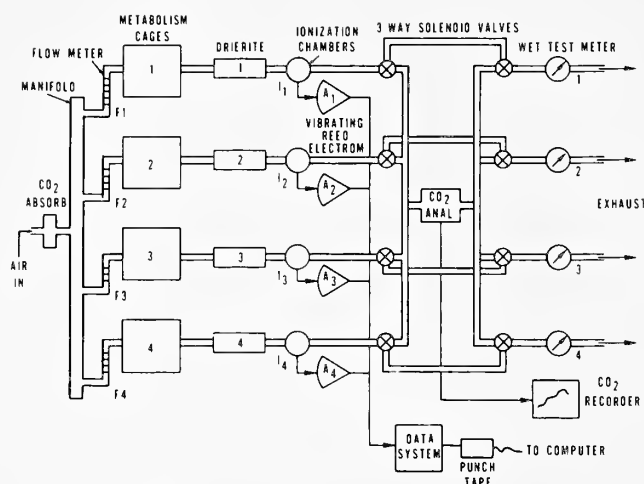 METABOLISM
CAGES
FLOW METER
MANIFOLD
DRIERITE
IONIZATION
CHAMBERS
3 WAY SOLENOID VALVES
WET TEST METER
1
1
I1
A1
1
F1
VIBRATING
REED
ELECTROM
2
2
I2
A2
2
F2
CO2
ABSORB
CO2
ANAL
EXHAUST
AIR
IN
3
3
I3
A3
3
F3
4
4
I4
A4
4
F4
CO2
RECORDER
DATA
SYSTEM
TO COMPUTER
PUNCH
TAPE